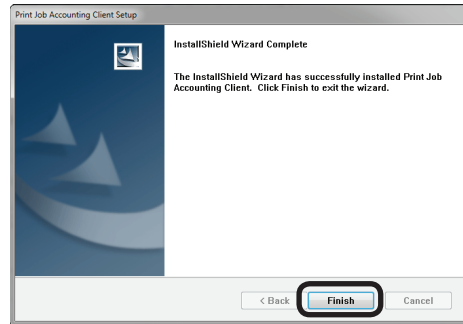 Print Job Accounting Client Setup
InstallShield Wizard Complete
The InstallShield Wizard has successfully installed Print Job
Accounting Client. Click Finish to exit the wizard.
< Back
Finish
Cancel